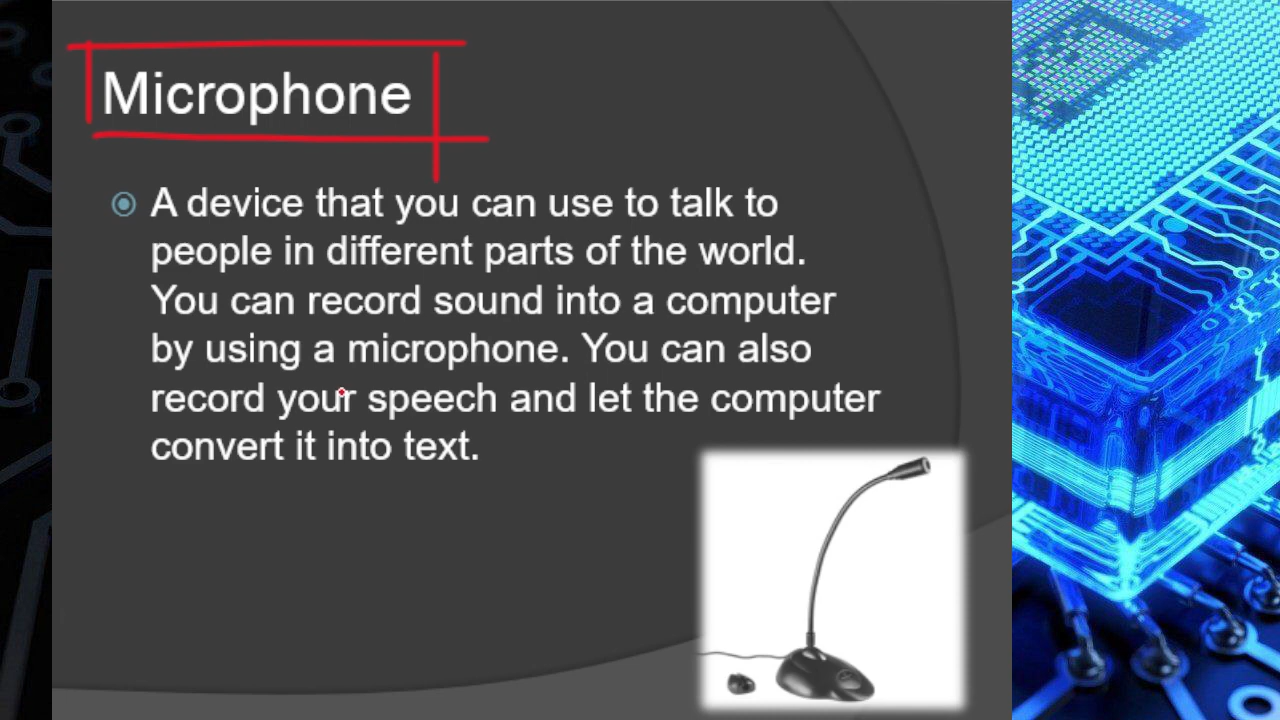 Microphone
A device that you can use to talk to
people in different parts of the world.
You can record sound into a computer
by using a microphone. You can also
record your speech and let the computer
convert it into text.